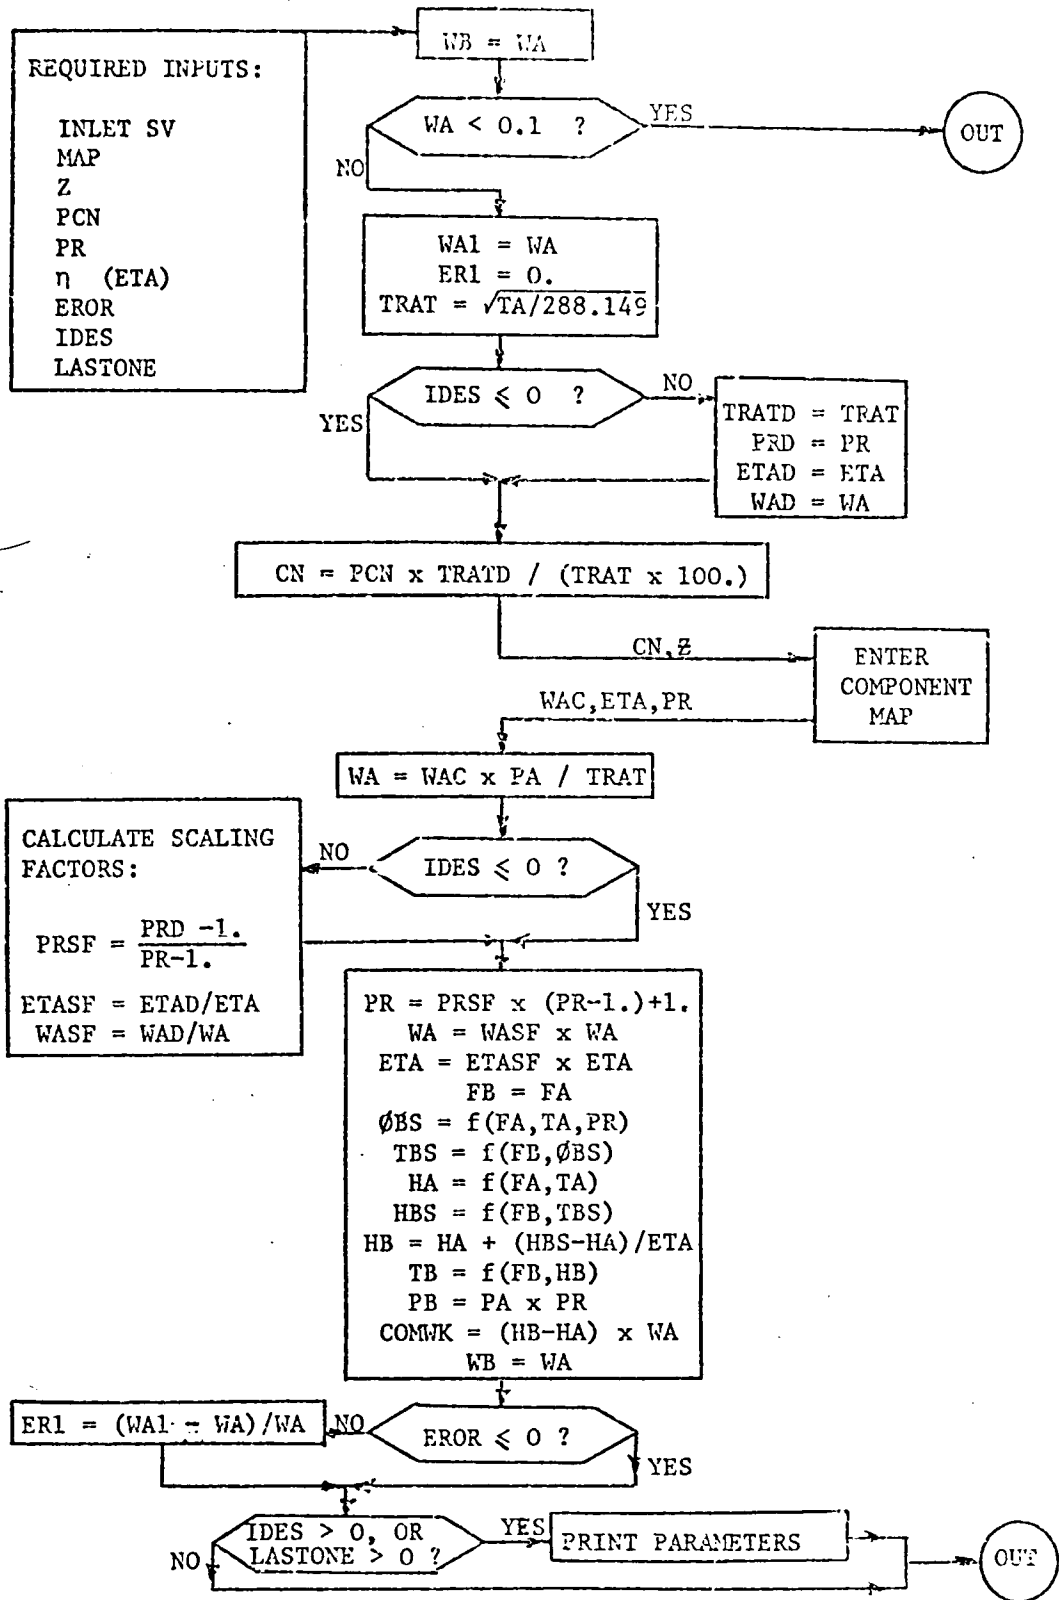 REQUIRED INPUTS:
INLET SV
MAP
Z
PCN
PR
η (ETA)
EROR
IDES
LASTONE
WB = WA
WA < 0.1 ?
YES
OUT
NO
WA1 = WA
ER1 = 0.
TRAT = √TA/288.149
IDES ⩽ 0 ?
NO
YES
TRATD = TRAT
PRD = PR
ETAD = ETA
WAD = WA
CN = PCN x TRATD / (TRAT x 100.)
CN,Z
ENTER
COMPONENT
MAP
WAC,ETA,PR
WA = WAC x PA / TRAT
IDES ⩽ 0 ?
NO
YES
CALCULATE SCALING
FACTORS:
PRSF = PRD -1. / PR-1.
ETASF = ETAD/ETA
WASF = WAD/WA
PR = PRSF x (PR-1.)+1.
WA = WASF x WA
ETA = ETASF x ETA
FB = FA
ØBS = f(FA,TA,PR)
TBS = f(FB,ØBS)
HA = f(FA,TA)
HBS = f(FB,TBS)
HB = HA + (HBS-HA)/ETA
TB = f(FB,HB)
PB = PA x PR
COMWK = (HB-HA) x WA
WB = WA
ER1 = (WA1 - WA)/WA
NO
EROR ⩽ 0 ?
YES
IDES > 0, OR
LASTONE > 0 ?
YES
NO
PRINT PARAMETERS
OUT